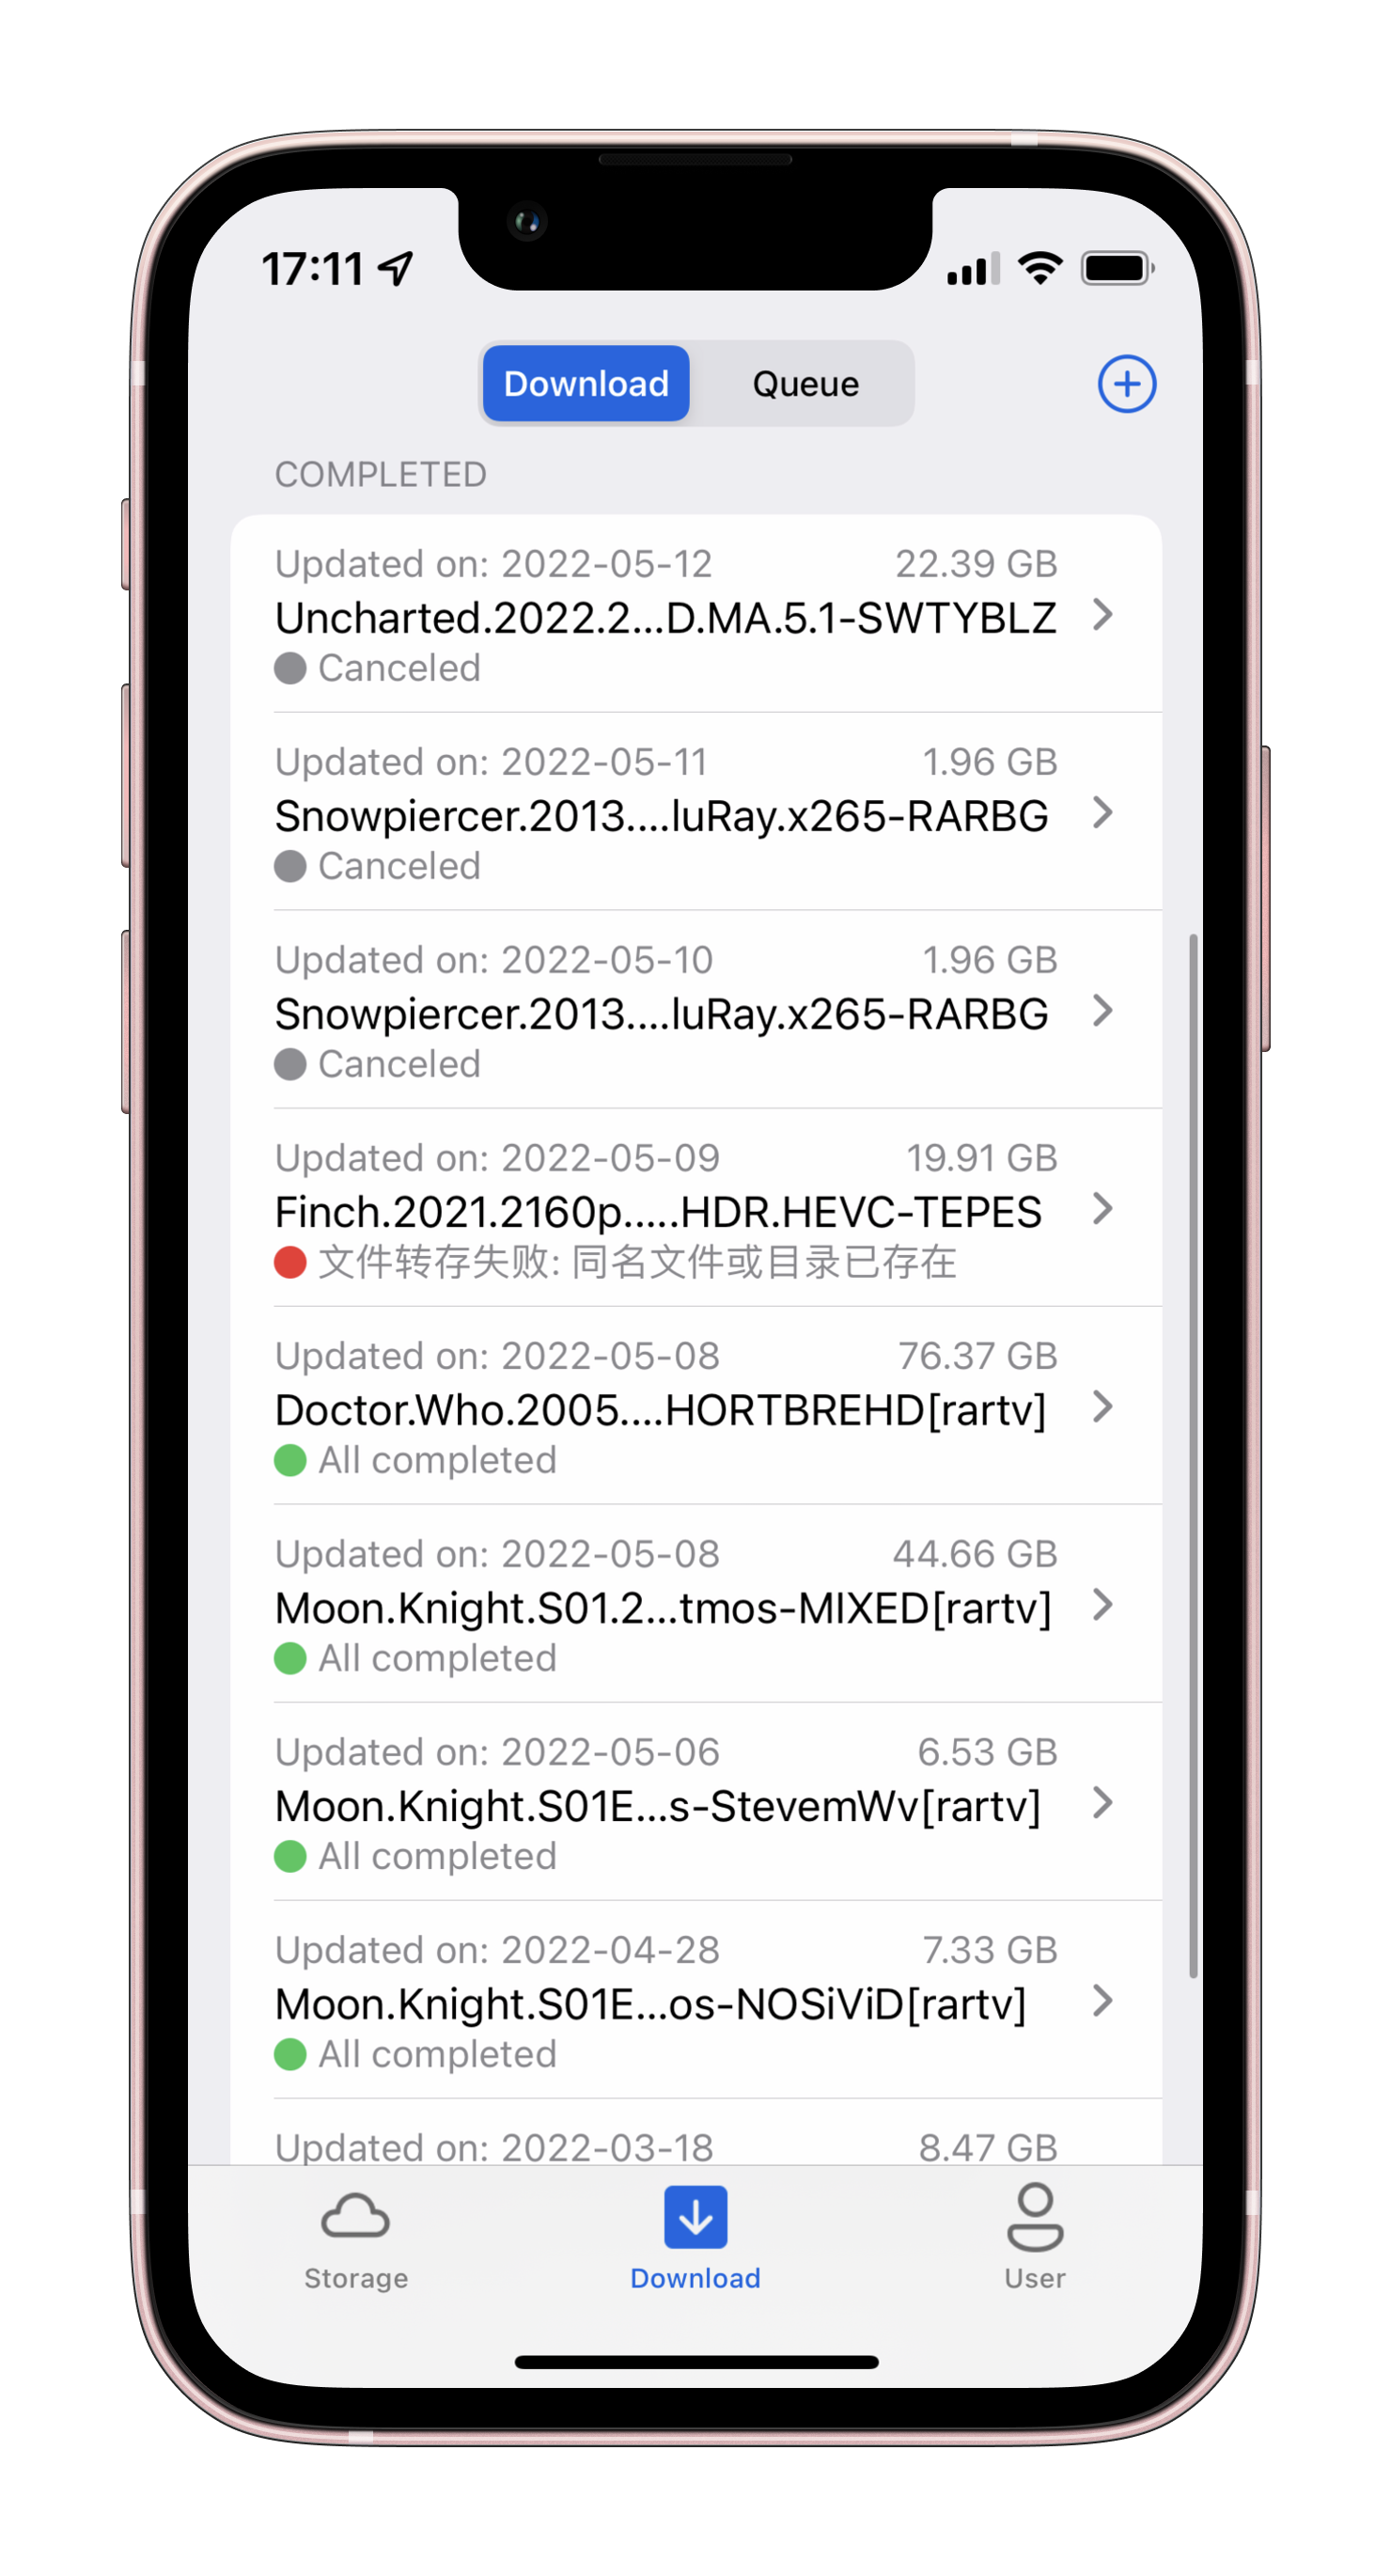 17:11
Download
Queue
COMPLETED
Updated on: 2022-05-12 22.39 GB
Uncharted.2022.2...D.MA.5.1-SWTYBLZ
Canceled
Updated on: 2022-05-11 1.96 GB
Snowpiercer.2013....luRay.x265-RARBG
Canceled
Updated on: 2022-05-10 1.96 GB
Snowpiercer.2013....luRay.x265-RARBG
Canceled
Updated on: 2022-05-09 19.91 GB
Finch.2021.2160p.....HDR.HEVC-TEPES
文件转存失败: 同名文件或目录已存在
Updated on: 2022-05-08 76.37 GB
Doctor.Who.2005....HORTBREHD[rartv]
All completed
Updated on: 2022-05-08 44.66 GB
Moon.Knight.S01.2...tmos-MIXED[rartv]
All completed
Updated on: 2022-05-06 6.53 GB
Moon.Knight.S01E...s-StevemWv[rartv]
All completed
Updated on: 2022-04-28 7.33 GB
Moon.Knight.S01E...os-NOSiViD[rartv]
All completed
Updated on: 2022-03-18 8.47 GB
Storage
Download
User